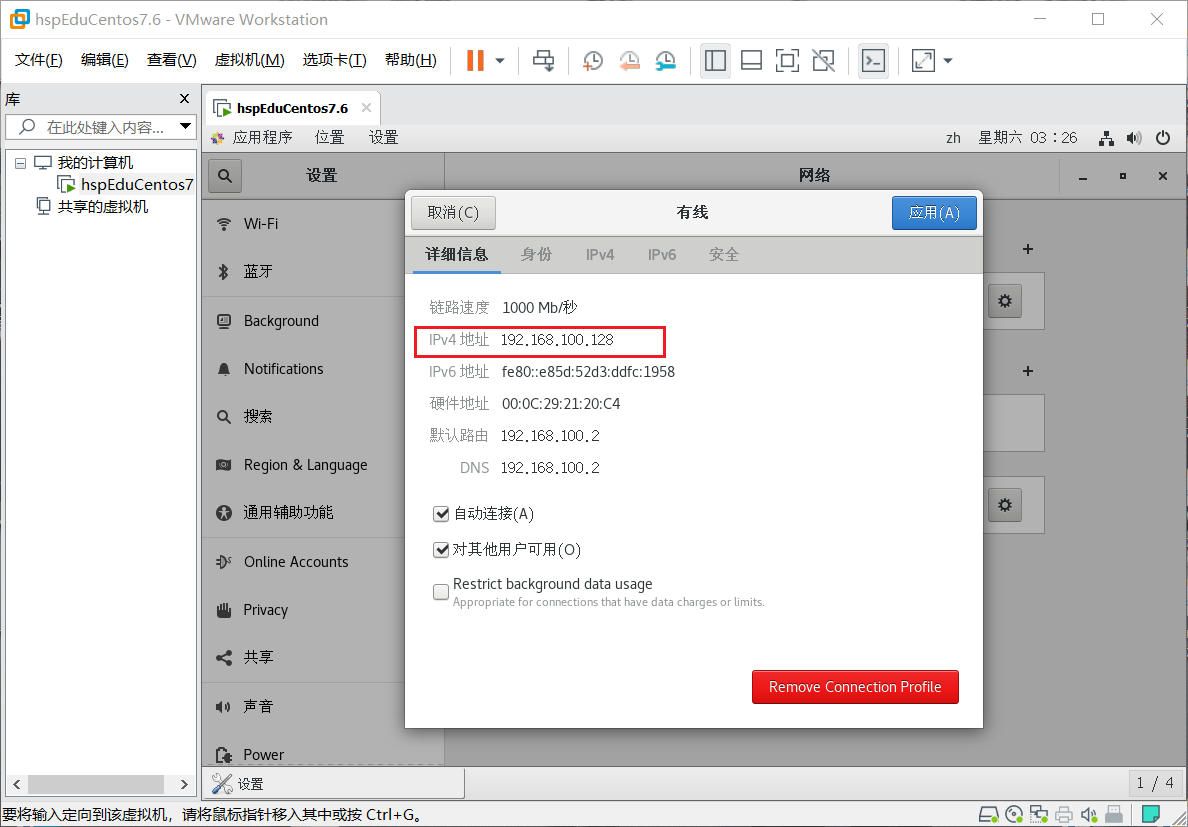 hspEduCentos7.6 - VMware Workstation
文件(F) 编辑(E) 查看(V) 虚拟机(M) 选项卡(T) 帮助(H)
库
在此处键入内容...
我的计算机
hspEduCentos7
共享的虚拟机
hspEduCentos7.6
应用程序 位置 设置 zh 星期六 03:26
设置 网络
Wi-Fi
蓝牙
Background
Notifications
搜索
Region & Language
通用辅助功能
Online Accounts
Privacy
共享
声音
Power
取消(C) 有线 应用(A)
详细信息 身份 IPv4 IPv6 安全
链路速度 1000 Mb/秒
IPv4 地址 192.168.100.128
IPv6 地址 fe80::e85d:52d3:ddfc:1958
硬件地址 00:0C:29:21:20:C4
默认路由 192.168.100.2
DNS 192.168.100.2
自动连接(A)
对其他用户可用(O)
Restrict background data usage
Appropriate for connections that have data charges or limits.
Remove Connection Profile
设置 1 / 4
要将输入定向到该虚拟机，请将鼠标指针移入其中或按 Ctrl+G。